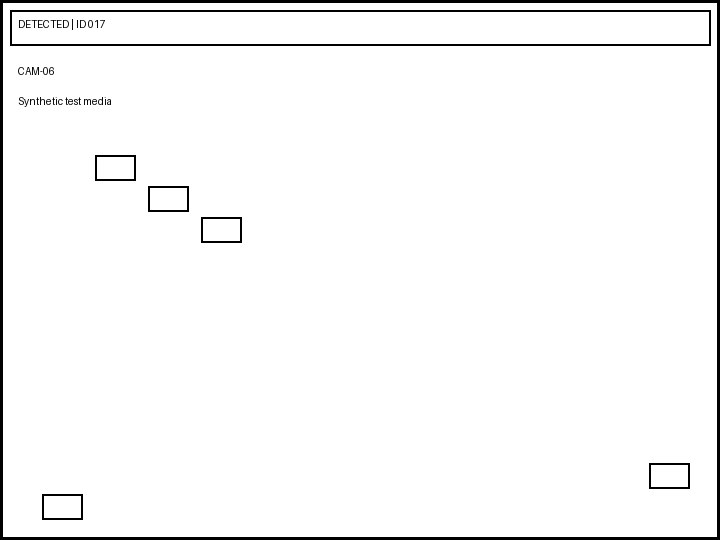 DETECTED | ID 017
CAM-06
Synthetic test media